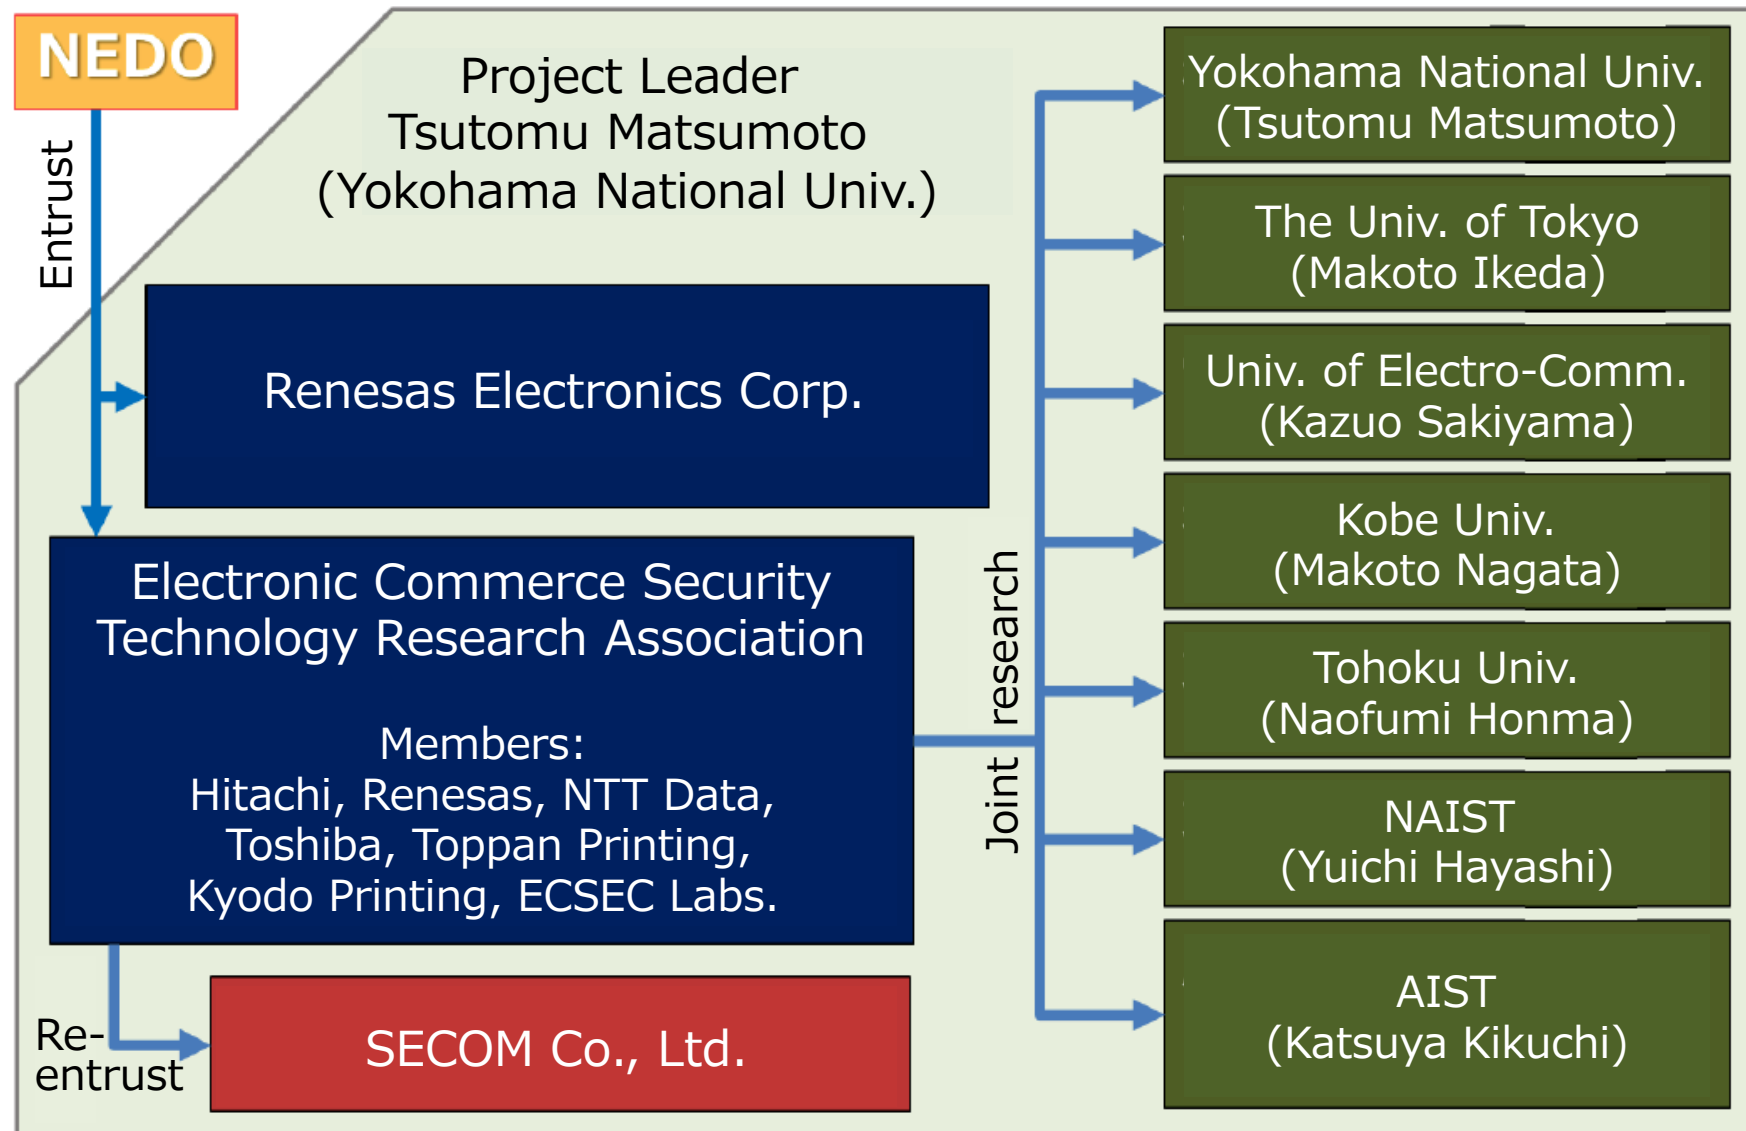 NEDO
Entrust
Project Leader
Tsutomu Matsumoto
(Yokohama National Univ.)
Renesas Electronics Corp.
Electronic Commerce Security
Technology Research Association
Members:
Hitachi, Renesas, NTT Data,
Toshiba, Toppan Printing,
Kyodo Printing, ECSEC Labs.
Re-
entrust
SECOM Co., Ltd.
Joint research
Yokohama National Univ.
(Tsutomu Matsumoto)
The Univ. of Tokyo
(Makoto Ikeda)
Univ. of Electro-Comm.
(Kazuo Sakiyama)
Kobe Univ.
(Makoto Nagata)
Tohoku Univ.
(Naofumi Honma)
NAIST
(Yuichi Hayashi)
AIST
(Katsuya Kikuchi)